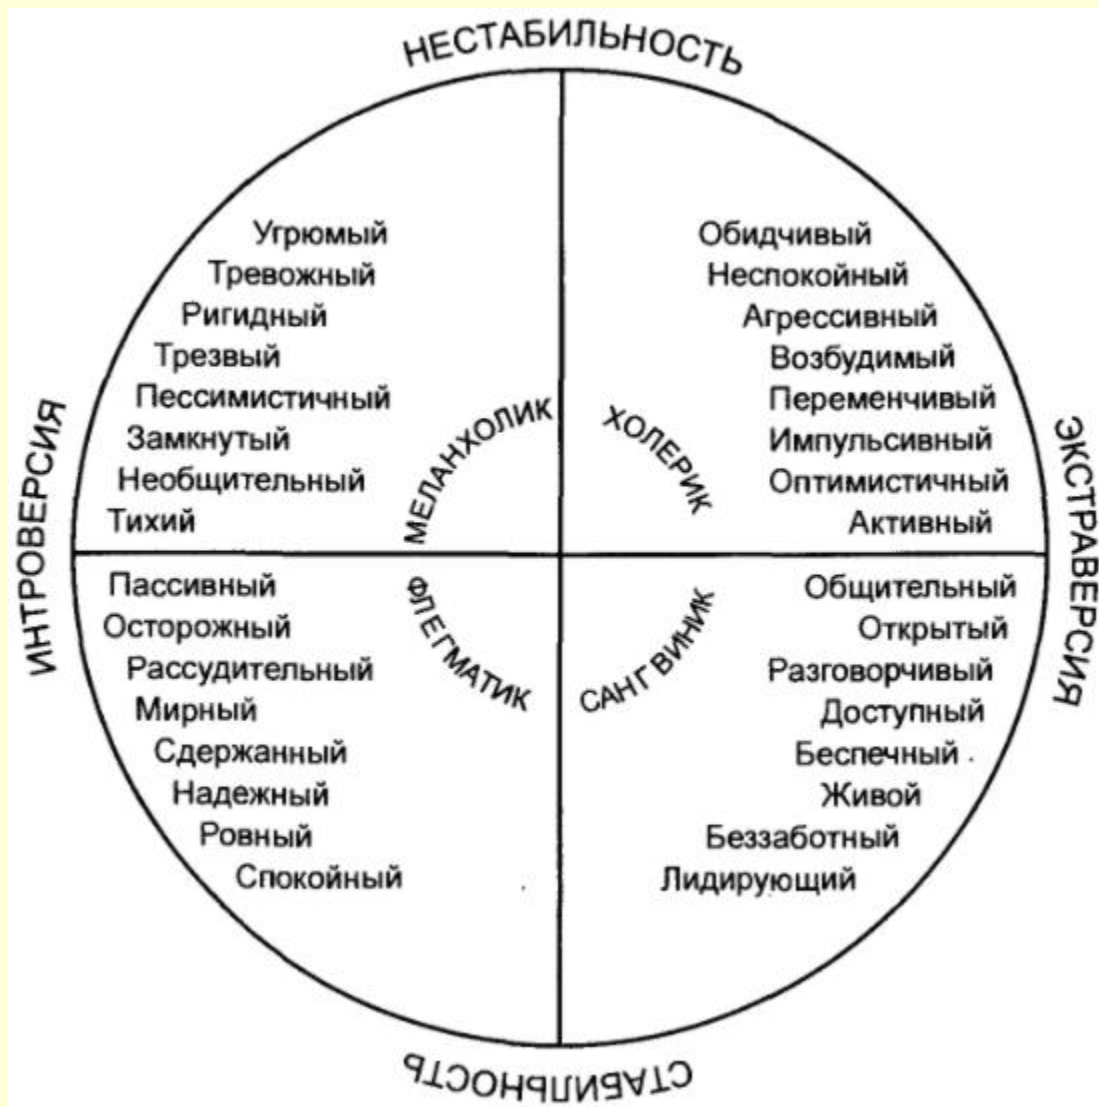 НЕСТАБИЛЬНОСТЬ
Угрюмый
Тревожный
Ригидный
Трезвый
Пессимистичный
Замкнутый
Необщительный
Тихий
МЕЛАНХОЛИК
Обидчивый
Неспокойный
Агрессивный
Возбудимый
Переменчивый
Импульсивный
Оптимистичный
Активный
ХОЛЕРИК
ИНТРОВЕРСИЯ
ЭКСТРАВЕРСИЯ
Пассивный
Осторожный
Рассудительный
Мирный
Сдержанный
Надежный
Ровный
Спокойный
ФЛЕГМАТИК
Общительный
Открытый
Разговорчивый
Доступный
Беспечный
Живой
Беззаботный
Лидирующий
САНГВИНИК
СТАБИЛЬНОСТЬ